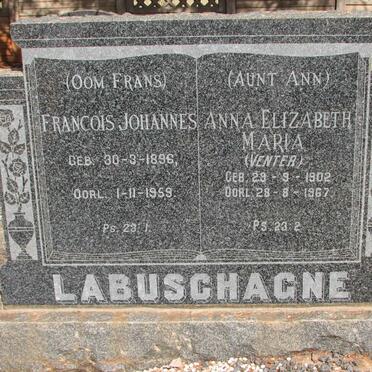 (OOM FRANS)
FRANCOIS JOHANNES
GEB. 30-3-1896,
OORL. 1-11-1959.
PS. 23:1.
(AUNT ANN)
ANNA ELIZABETH
MARIA
(VENTER)
GEB. 29-9-1902
OORL. 28-8-1967.
PS. 23:2
LABUSCHAGNE